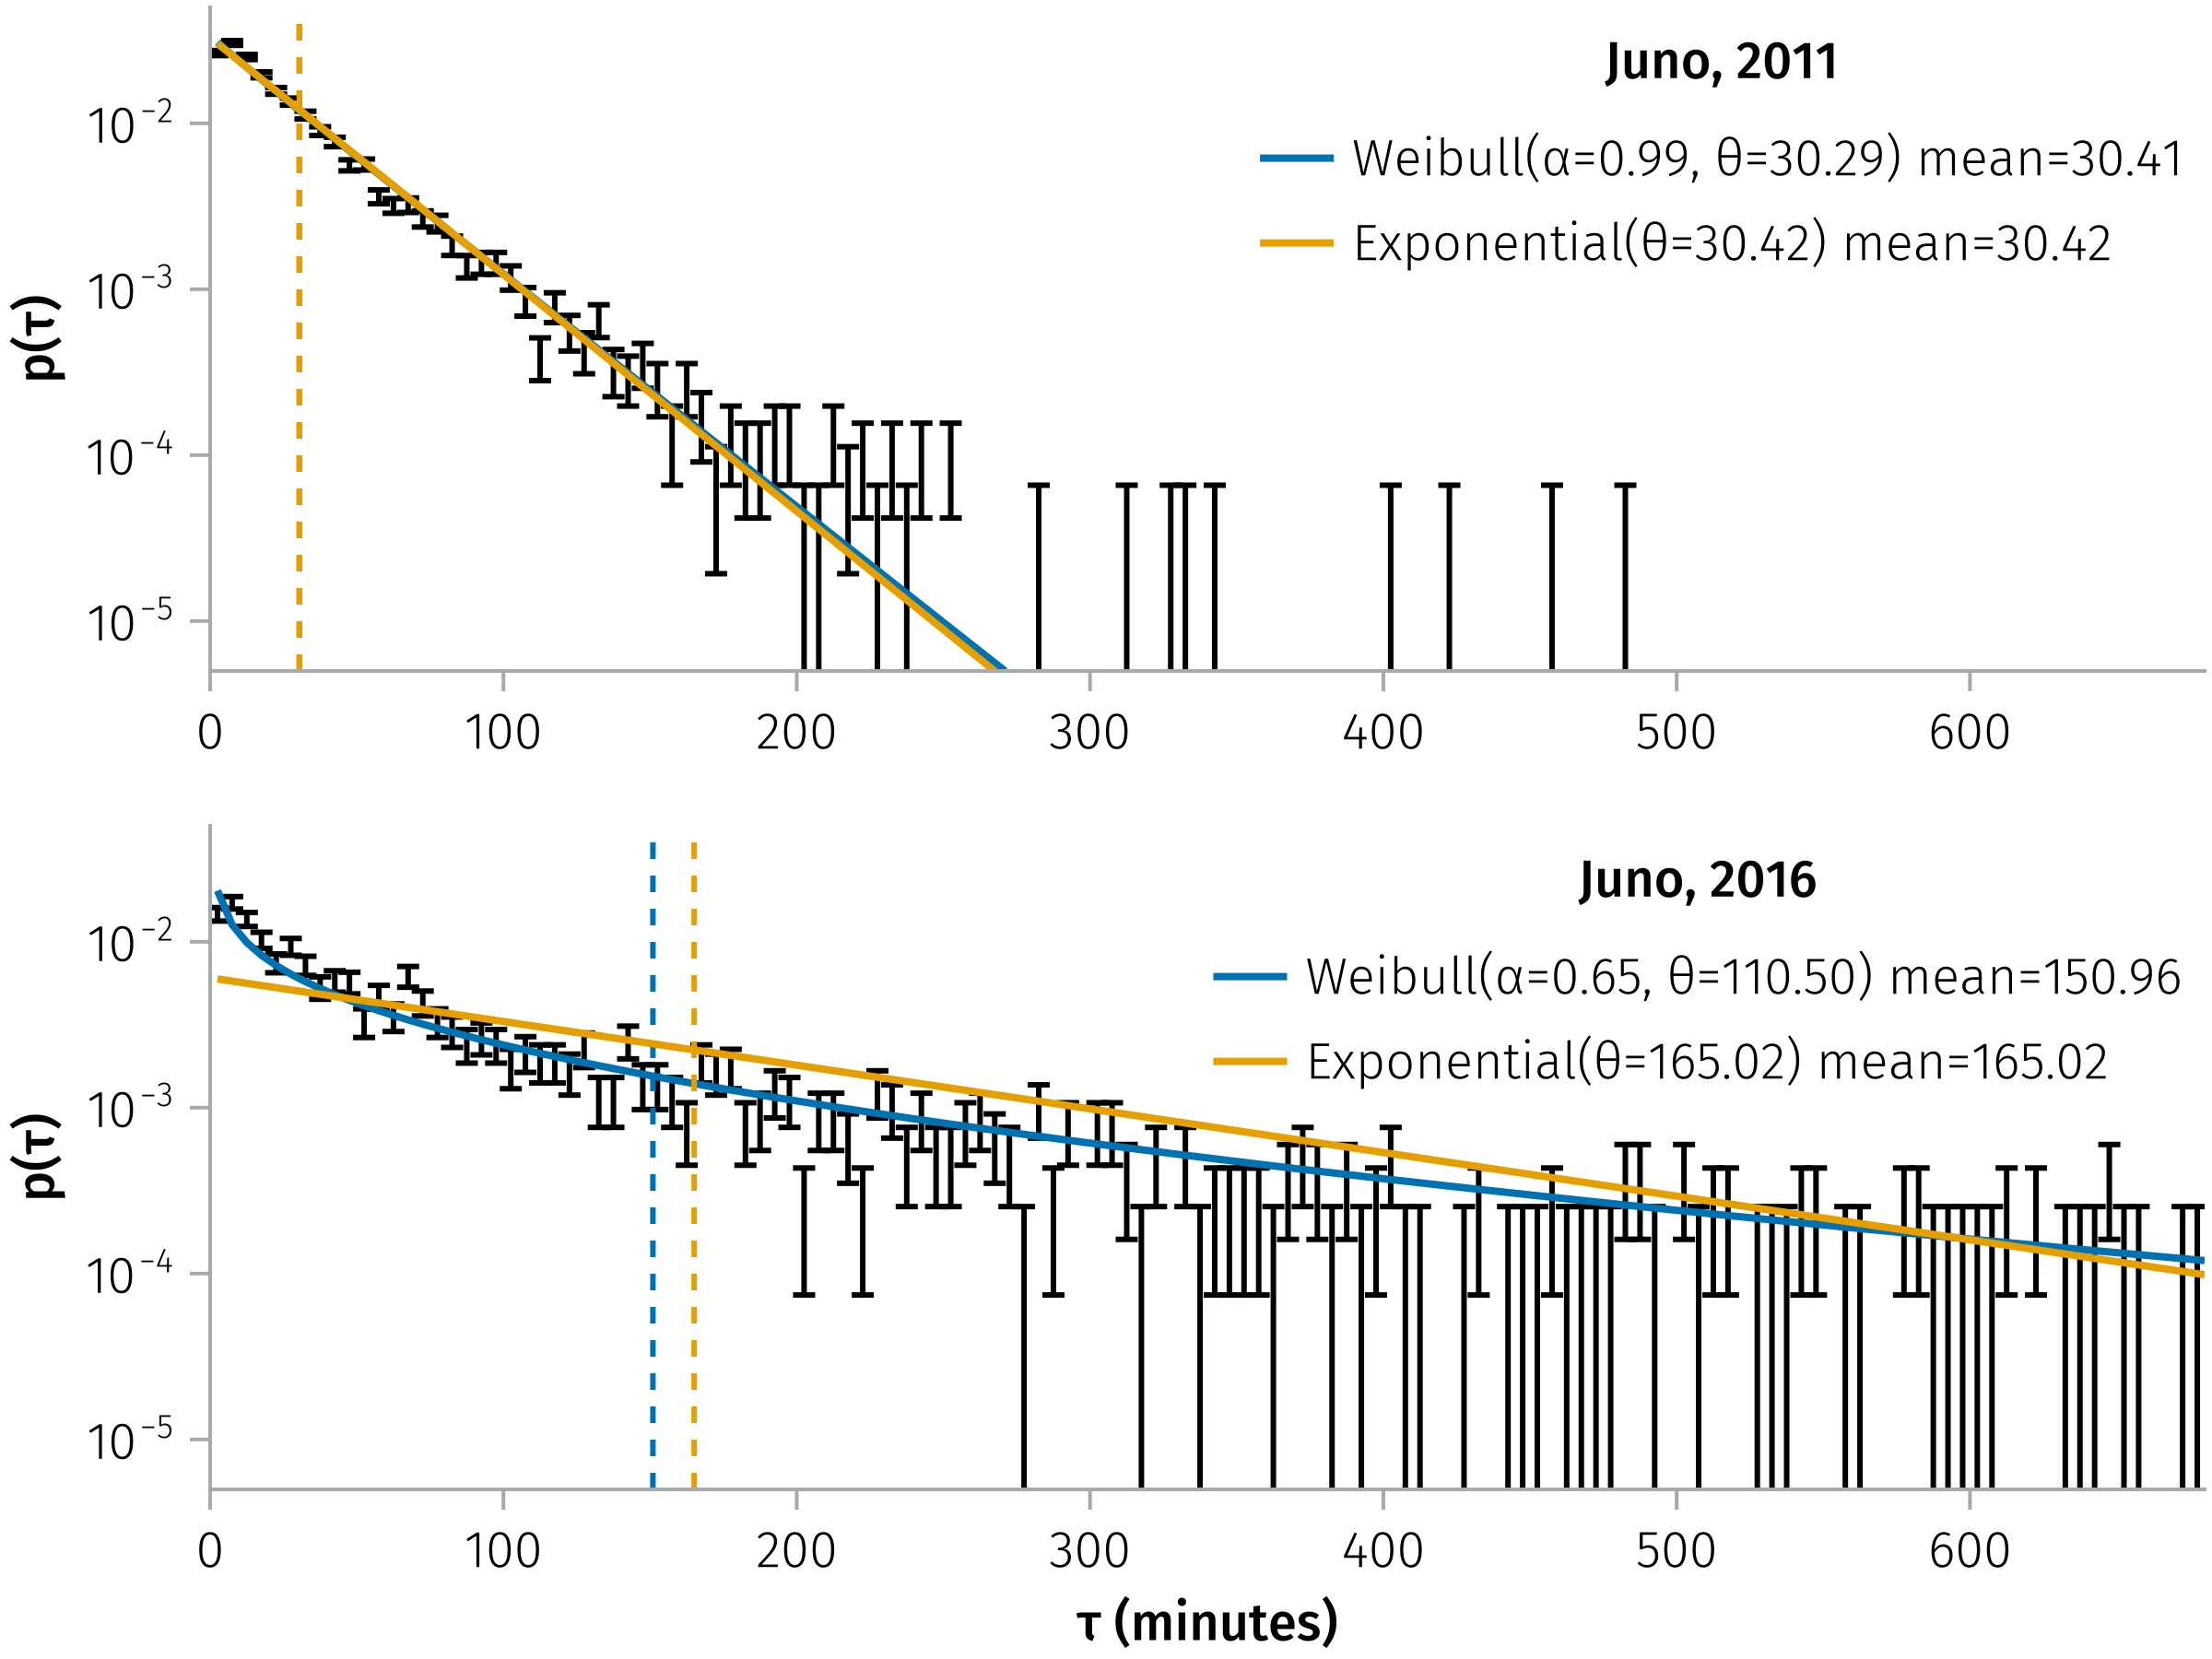 Juno, 2011
Weibull(α=0.99, θ=30.29) mean=30.41
Exponential(θ=30.42) mean=30.42
p(τ)
10⁻²
10⁻³
10⁻⁴
10⁻⁵
0 100 200 300 400 500 600
Juno, 2016
Weibull(α=0.65, θ=110.50) mean=150.96
Exponential(θ=165.02) mean=165.02
p(τ)
10⁻²
10⁻³
10⁻⁴
10⁻⁵
0 100 200 300 400 500 600
τ (minutes)